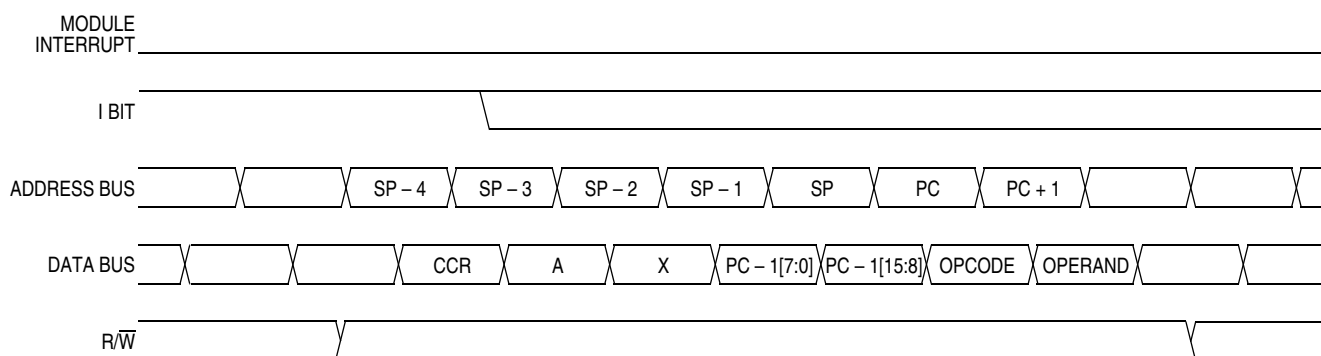 MODULE
INTERRUPT
I BIT
ADDRESS BUS SP – 4 SP – 3 SP – 2 SP – 1 SP PC PC + 1
DATA BUS CCR A X PC – 1[7:0] PC – 1[15:8] OPCODE OPERAND
R/W̅